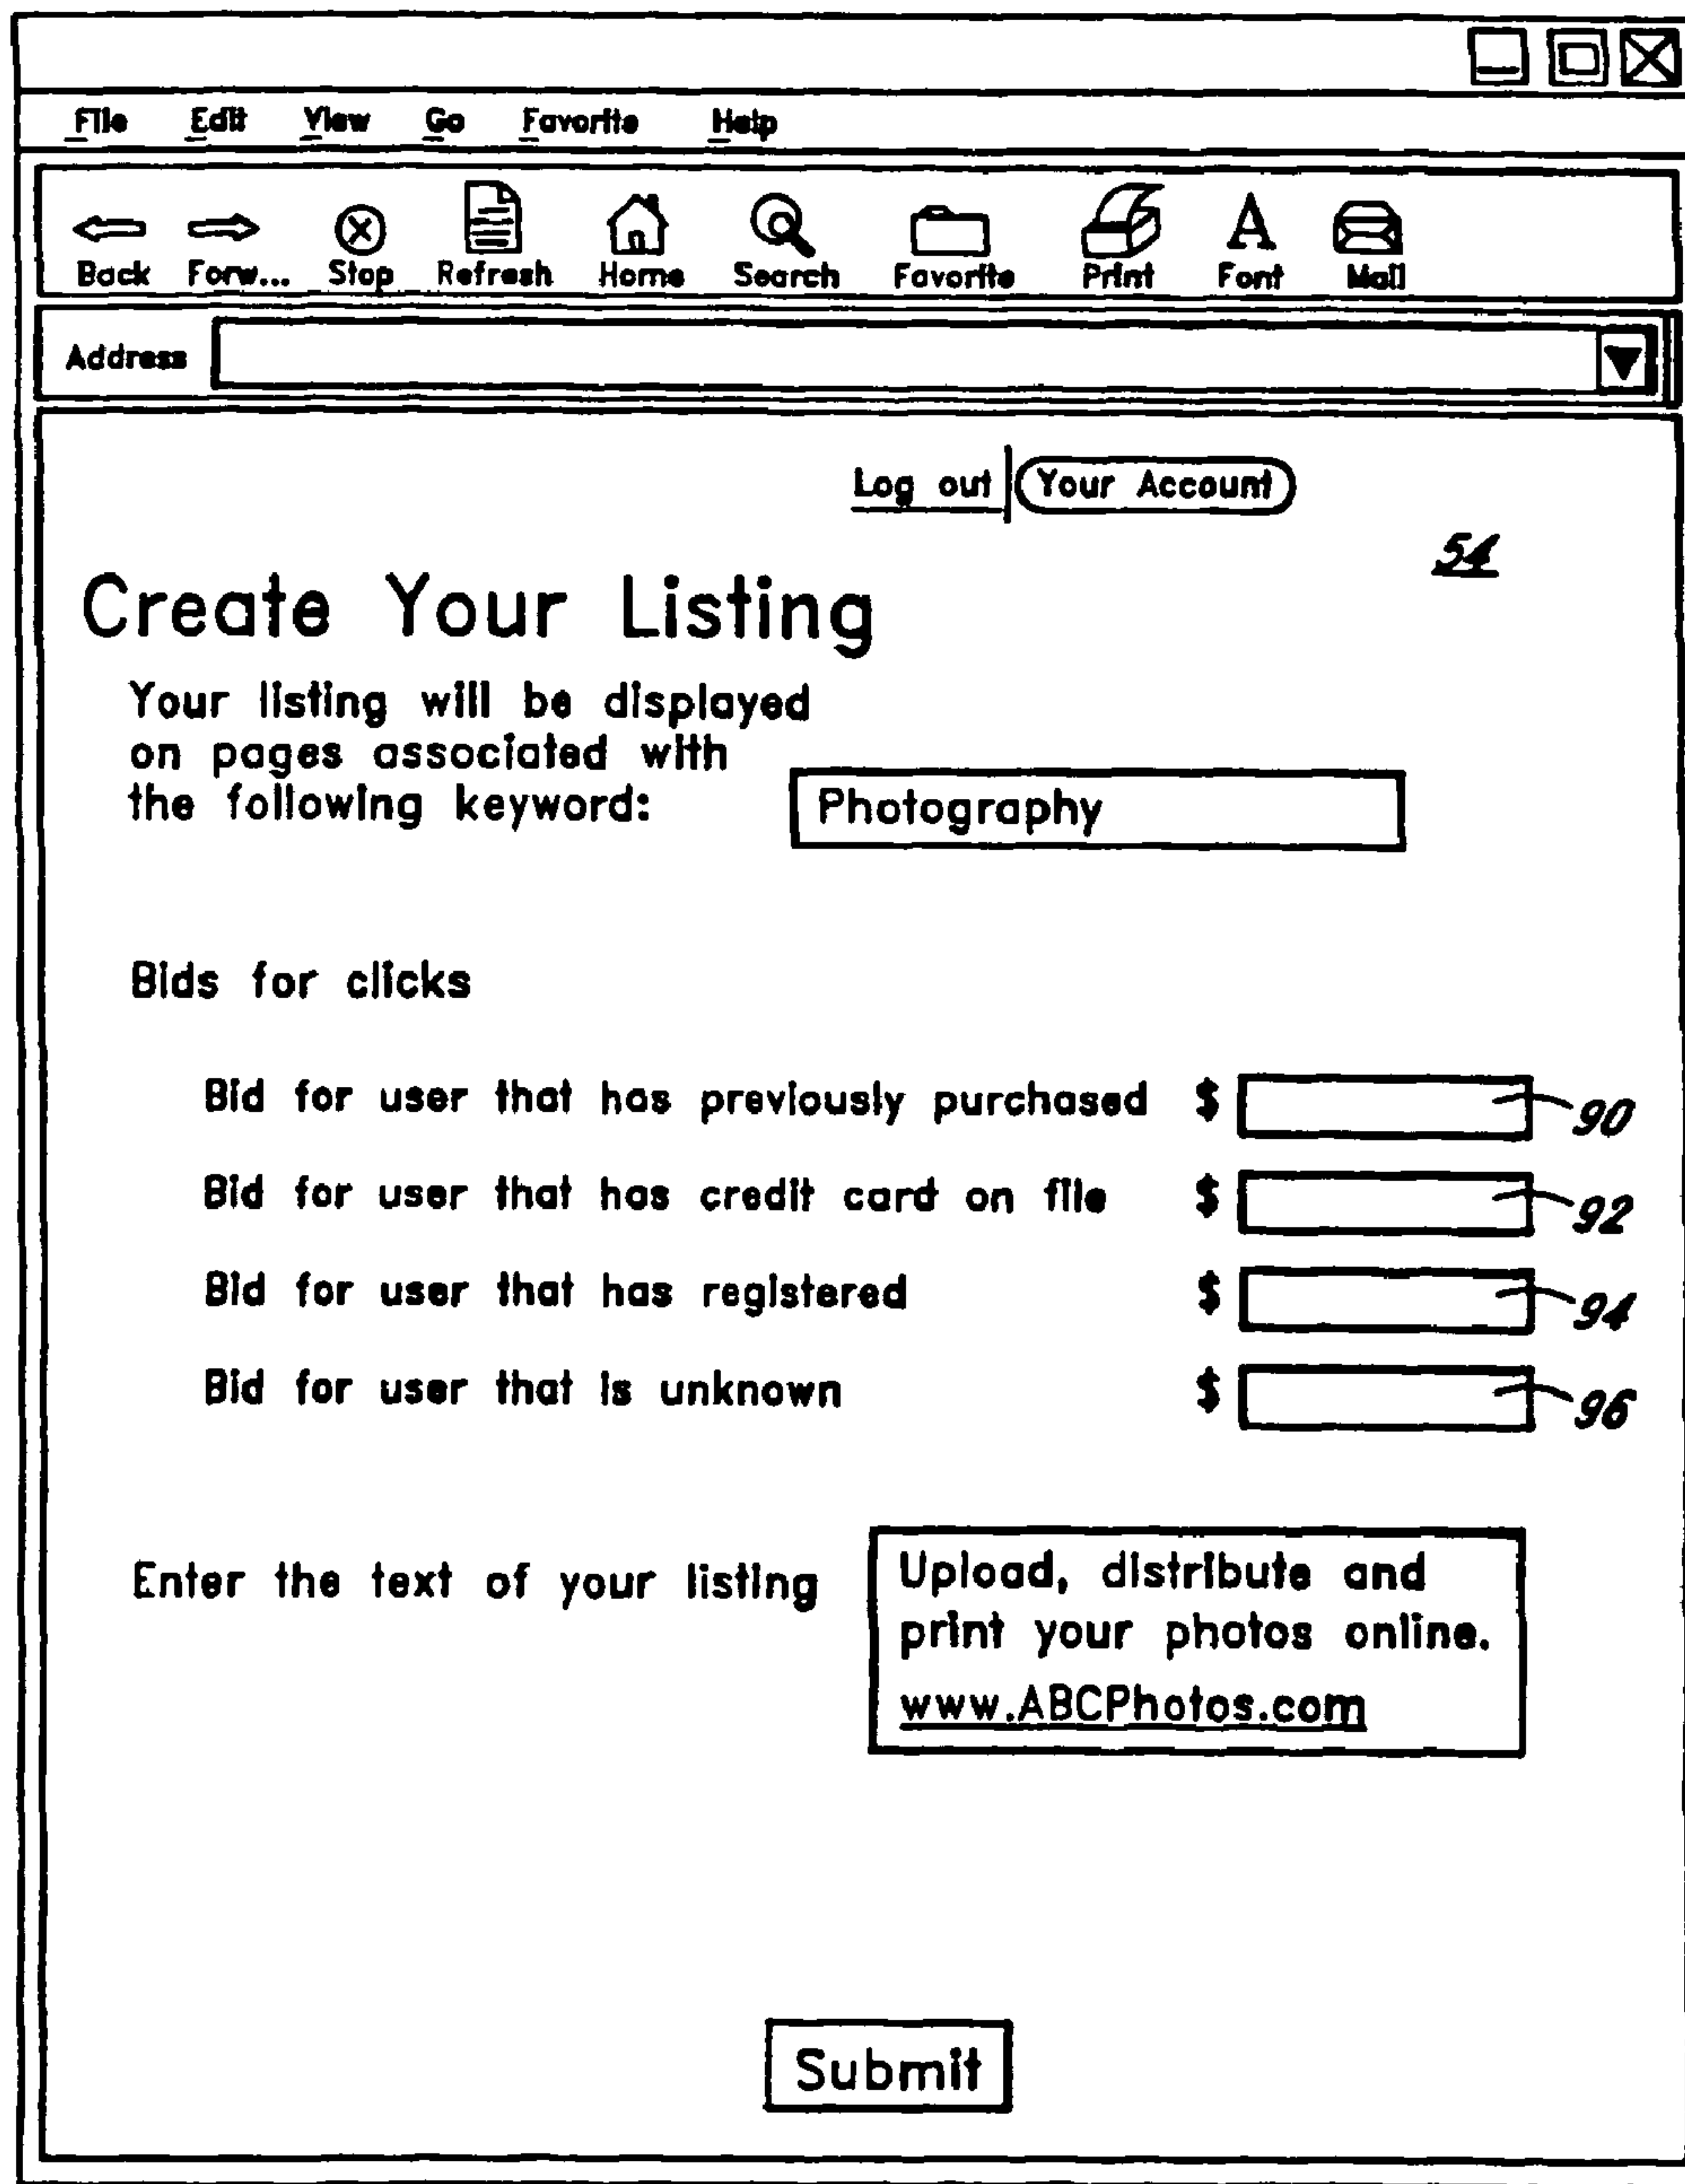 File Edit View Go Favorite Help
Back Forw... Stop Refresh Home Search Favorite Print Font Mail
Address
Log out Your Account
54
Create Your Listing
Your listing will be displayed
on pages associated with
the following keyword: Photography
Bids for clicks
Bid for user that has previously purchased $ 90
Bid for user that has credit card on file $ 92
Bid for user that has registered $ 94
Bid for user that is unknown $ 96
Enter the text of your listing
Upload, distribute and
print your photos online.
www.ABCPhotos.com
Submit